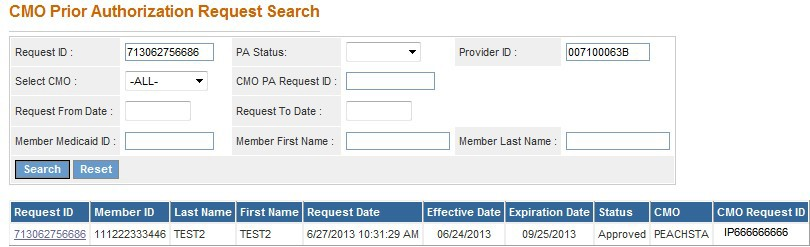 CMO Prior Authorization Request Search
Request ID : 713062756686 PA Status: Provider ID : 007100063B
Select CMO : -ALL- CMO PA Request ID :
Request From Date : Request To Date :
Member Medicaid ID : Member First Name : Member Last Name :
Search Reset
Request ID Member ID Last Name First Name Request Date Effective Date Expiration Date Status CMO CMO Request ID
713062756686 111222333446 TEST2 TEST2 6/27/2013 10:31:29 AM 06/24/2013 09/25/2013 Approved PEACHSTA IP666666666